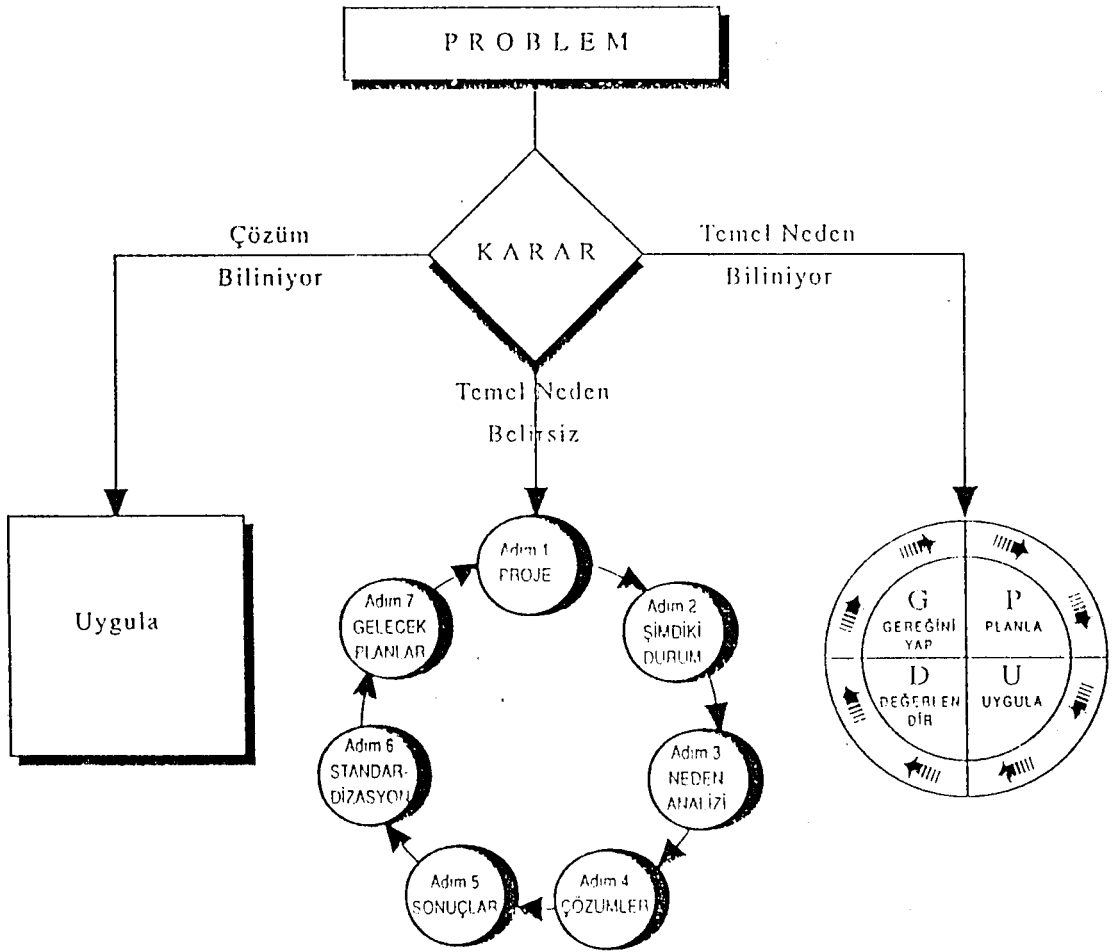 PROBLEM
KARAR
Çözüm
Biliniyor
Temel Neden
Biliniyor
Temel Neden
Belirsiz
Uygula
Adım 1
PROJE
Adım 2
ŞİMDİKİ
DURUM
Adım 3
NEDEN
ANALİZİ
Adım 4
ÇÖZUMLER
Adım 5
SONUÇLAR
Adım 6
STANDAR-
DİZASYON
Adım 7
GELECEK
PLANLAR
G
GEREĞİNİ
YAP
P
PLANLA
D
DEĞERLEN
DİR
U
UYGULA